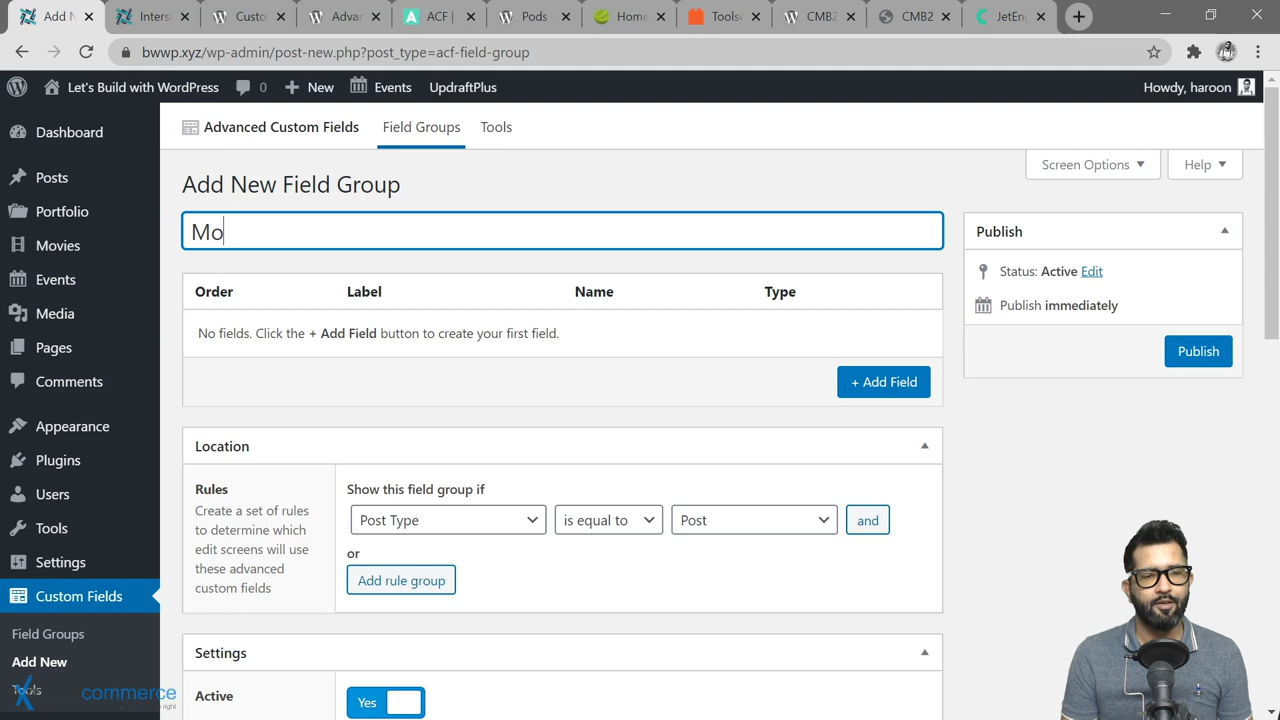 Add N
Interst
Custo
Advan
ACF |
Pods -
Home
Toolse
CMB2
CMB2
JetEng
bwwp.xyz/wp-admin/post-new.php?post_type=acf-field-group
Let's Build with WordPress
0
New
Events
UpdraftPlus
Howdy, haroon
Dashboard
Posts
Portfolio
Movies
Events
Media
Pages
Comments
Appearance
Plugins
Users
Tools
Settings
Custom Fields
Field Groups
Add New
Tools
commerce
Advanced Custom Fields
Field Groups
Tools
Screen Options
Help
Add New Field Group
Mo
Order Label Name Type
No fields. Click the + Add Field button to create your first field.
+ Add Field
Publish
Status: Active Edit
Publish immediately
Publish
Location
Rules
Create a set of rules
to determine which
edit screens will use
these advanced
custom fields
Show this field group if
Post Type is equal to Post and
or
Add rule group
Settings
Active
Yes